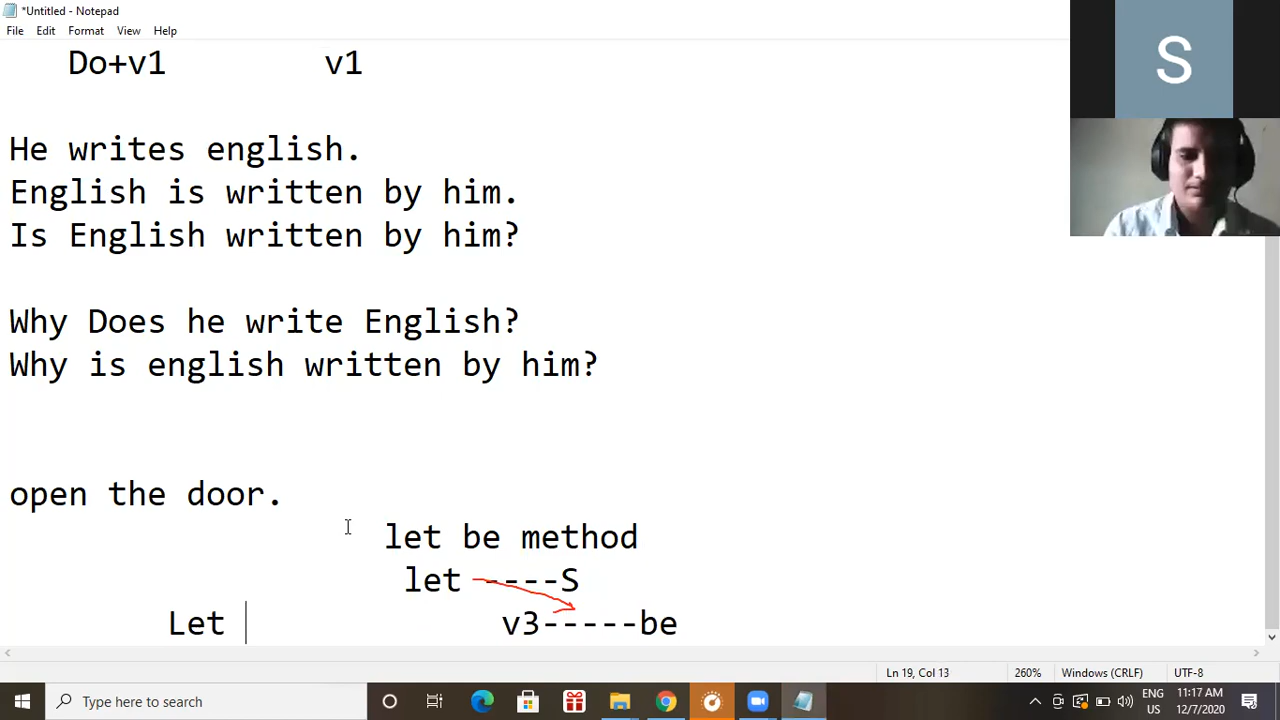 *Untitled - Notepad
File Edit Format View Help
Do+v1 v1
He writes english.
English is written by him.
Is English written by him?
Why Does he write English?
Why is english written by him?
open the door.
let be method
let ----S
Let v3-----be
S
Ln 19, Col 13 260% Windows (CRLF) UTF-8
Type here to search
ENG
US
11:17 AM
12/7/2020